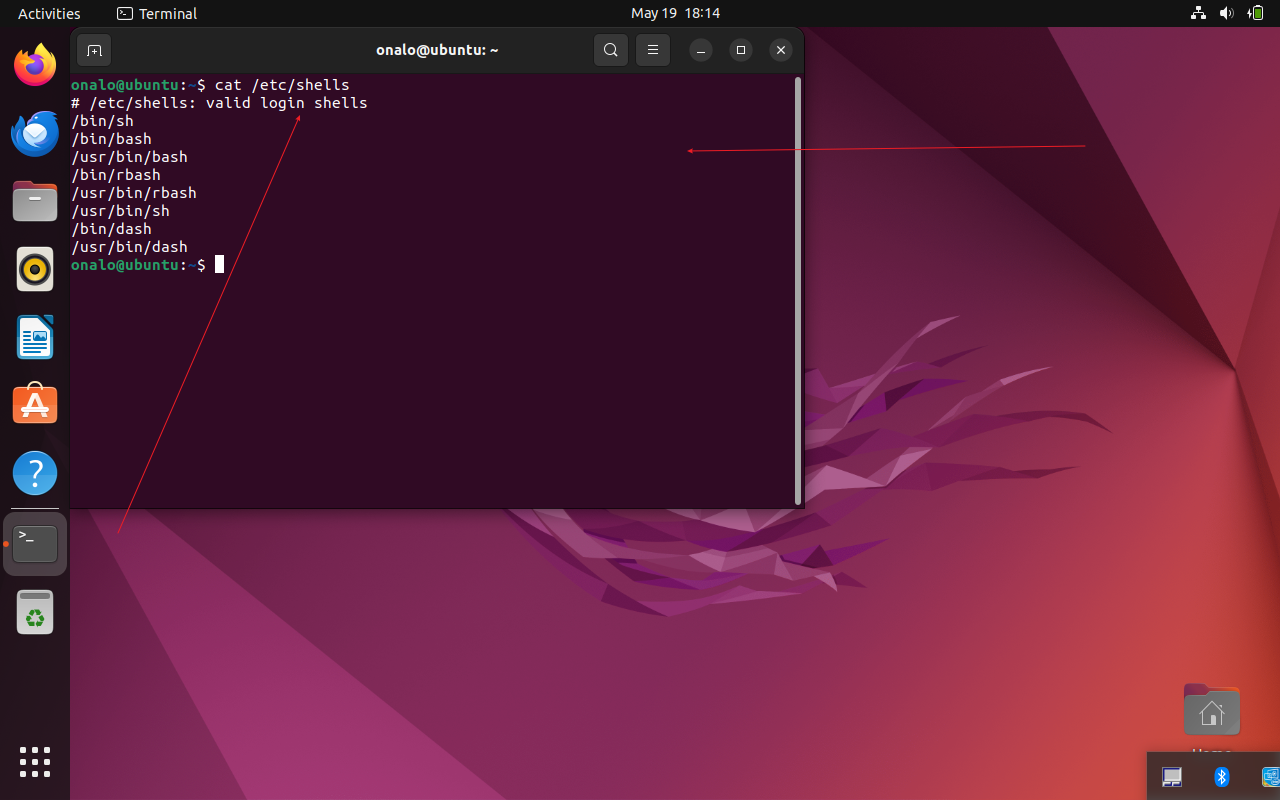 Activities
Terminal
May 19 18:14
onalo@ubuntu: ~
onalo@ubuntu:~$ cat /etc/shells
# /etc/shells: valid login shells
/bin/sh
/bin/bash
/usr/bin/bash
/bin/rbash
/usr/bin/rbash
/usr/bin/sh
/bin/dash
/usr/bin/dash
onalo@ubuntu:~$
Home